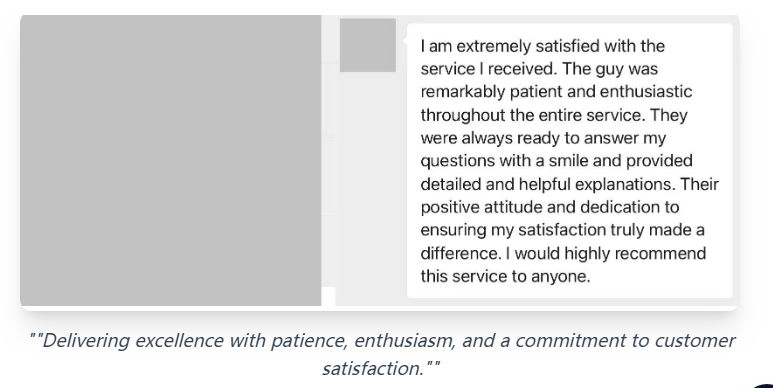 I am extremely satisfied with the
service I received. The guy was
remarkably patient and enthusiastic
throughout the entire service. They
were always ready to answer my
questions with a smile and provided
detailed and helpful explanations. Their
positive attitude and dedication to
ensuring my satisfaction truly made a
difference. I would highly recommend
this service to anyone.
""Delivering excellence with patience, enthusiasm, and a commitment to customer
satisfaction.""